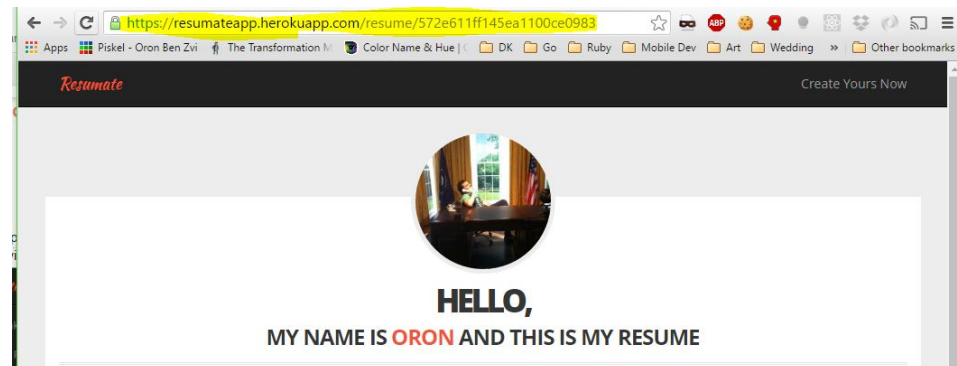 https://resumateapp.herokuapp.com/resume/572e611ff145ea1100ce0983
ABP
Apps Piskel - Oron Ben Zvi The Transformation M Color Name & Hue | DK Go Ruby Mobile Dev Art Wedding » Other bookmarks
Resumate Create Yours Now
HELLO,
MY NAME IS ORON AND THIS IS MY RESUME